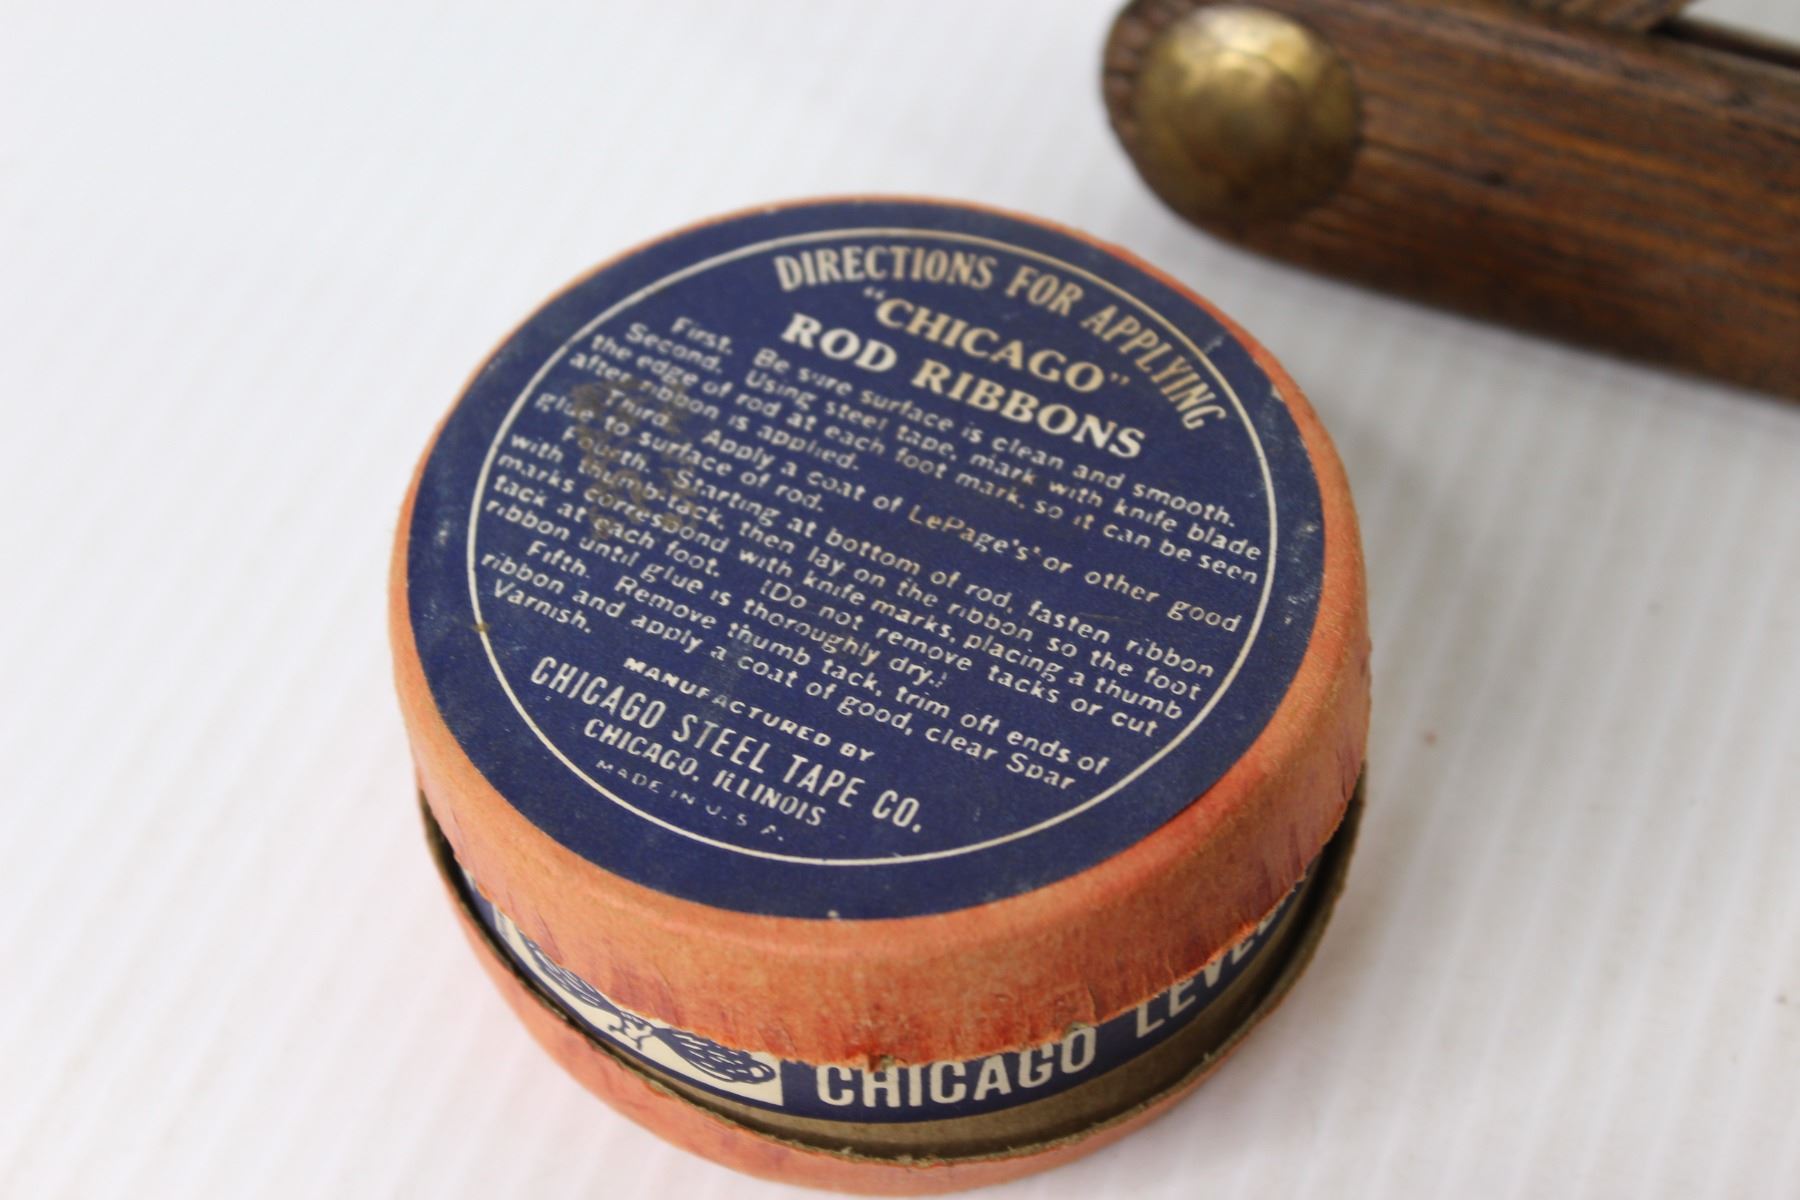 DIRECTIONS FOR APPLYING
"CHICAGO"
ROD RIBBONS
First. Be sure surface is clean and smooth.
Second. Using steel tape, mark with knife blade
the edge of rod at each foot mark, so it can be seen
after ribbon is applied.
Third. Apply a coat of LePage's or other good
glue to surface of rod.
Fourth. Starting at bottom of rod, fasten ribbon
with thumb tack, then lay on the ribbon so the foot
marks correspond with knife marks, placing a thumb
tack at each foot. (Do not remove tacks or cut
ribbon until glue is thoroughly dry.)
Fifth. Remove thumb tack, trim off ends of
ribbon and apply a coat of good, clear Spar
Varnish.
MANUFACTURED BY
CHICAGO STEEL TAPE CO.
CHICAGO, ILLINOIS
MADE IN U.S.A.
CHICAGO